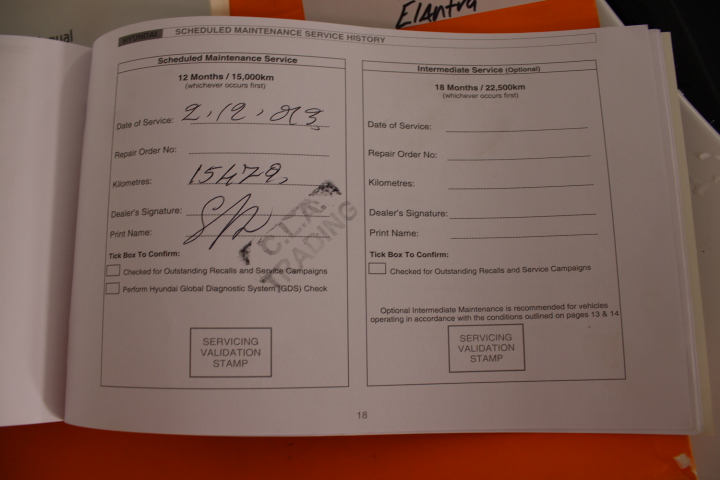 ual
Elantra
HYUNDAI SCHEDULED MAINTENANCE SERVICE HISTORY
Scheduled Maintenance Service
12 Months / 15,000km
(whichever occurs first)
Date of Service: 2.12.013
Repair Order No:
Kilometres: 15479
Dealer's Signature:
Print Name:
C.L.A.
TRADING
Tick Box To Confirm:
Checked for Outstanding Recalls and Service Campaigns
Perform Hyundai Global Diagnostic System (GDS) Check
SERVICING
VALIDATION
STAMP
Intermediate Service (Optional)
18 Months / 22,500km
(whichever occurs first)
Date of Service:
Repair Order No:
Kilometres:
Dealer's Signature:
Print Name:
Tick Box To Confirm:
Checked for Outstanding Recalls and Service Campaigns
Optional Intermediate Maintenance is recommended for vehicles
operating in accordance with the conditions outlined on pages 13 & 14
SERVICING
VALIDATION
STAMP
18